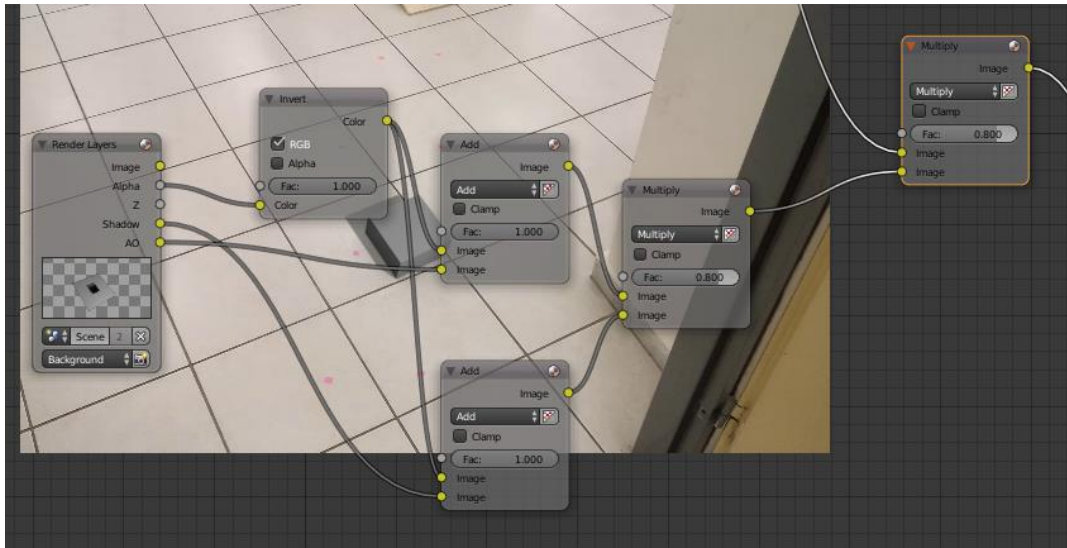 Render Layers
Image
Alpha
Z
Shadow
AO
Scene 2
Background
Invert
Color
RGB
Alpha
Fac: 1.000
Color
Add
Image
Add
Clamp
Fac: 1.000
Image
Image
Add
Image
Add
Clamp
Fac: 1.000
Image
Image
Multiply
Image
Multiply
Clamp
Fac: 0.800
Image
Image
Multiply
Image
Multiply
Clamp
Fac: 0.800
Image
Image